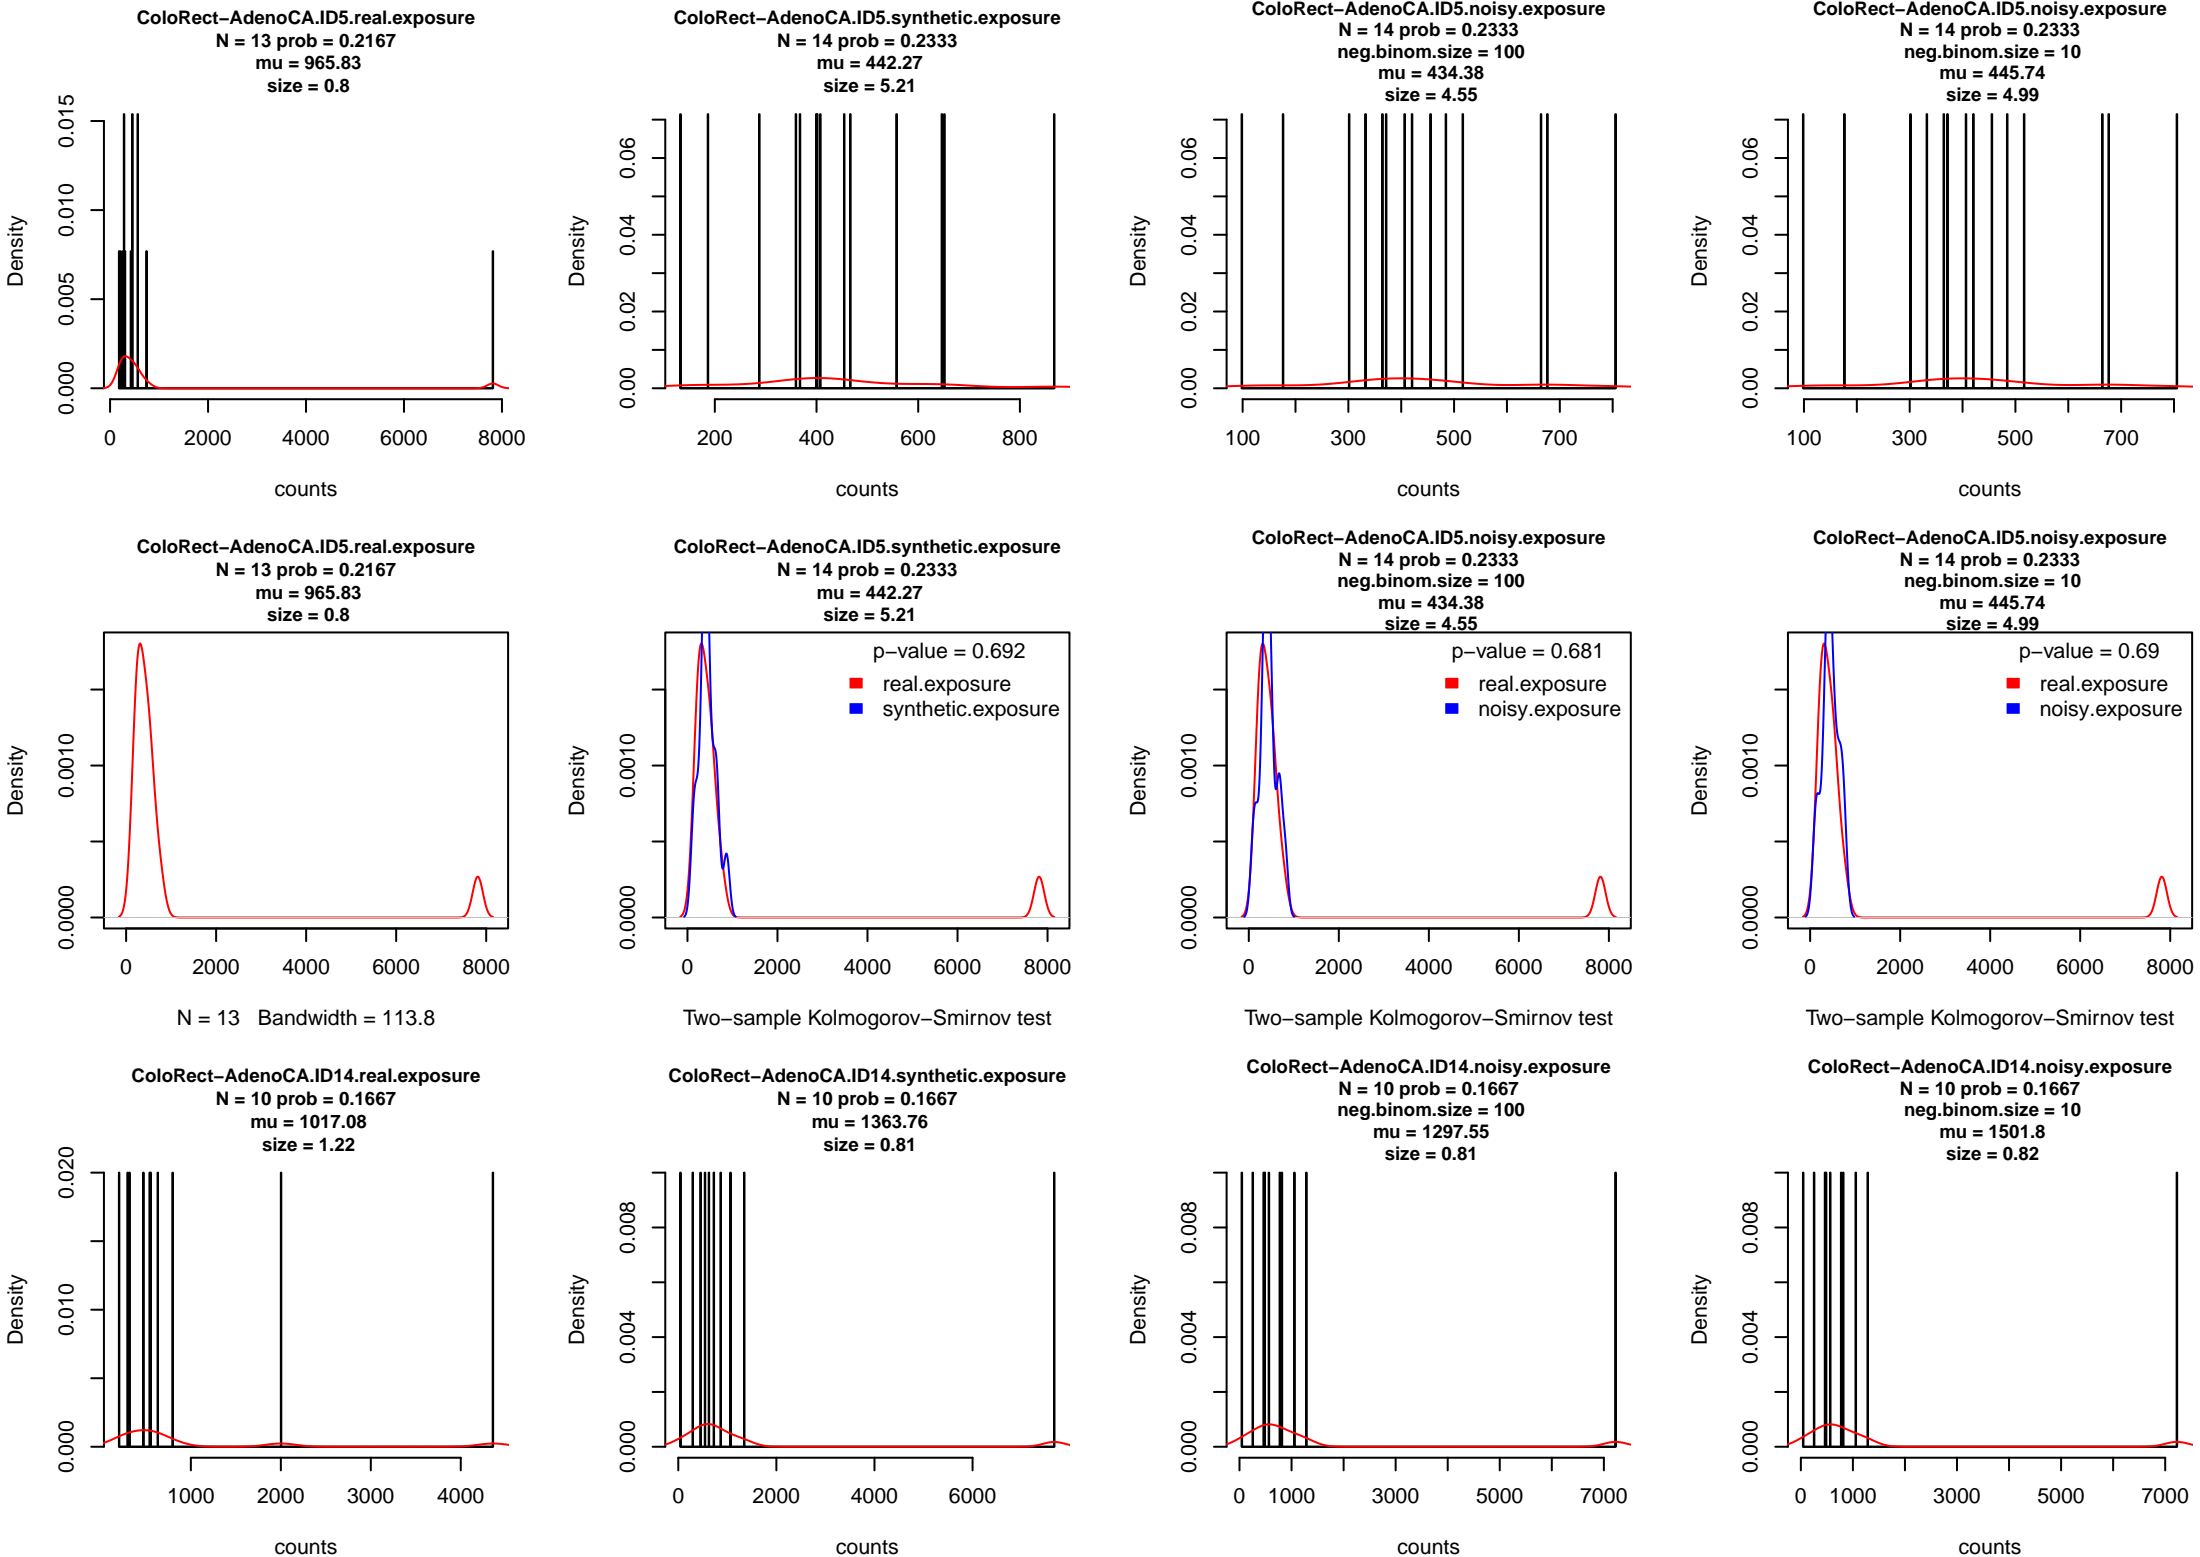 ColoRect−AdenoCA.ID5.real.exposure
N = 13 prob = 0.2167
mu = 965.83
size = 0.8
Density
0.000 0.005 0.010 0.015
0 2000 4000 6000 8000
counts
ColoRect−AdenoCA.ID5.synthetic.exposure
N = 14 prob = 0.2333
mu = 442.27
size = 5.21
Density
0.00 0.02 0.04 0.06
200 400 600 800
counts
ColoRect−AdenoCA.ID5.noisy.exposure
N = 14 prob = 0.2333
neg.binom.size = 100
mu = 434.38
size = 4.55
Density
0.00 0.02 0.04 0.06
100 300 500 700
counts
ColoRect−AdenoCA.ID5.noisy.exposure
N = 14 prob = 0.2333
neg.binom.size = 10
mu = 445.74
size = 4.99
Density
0.00 0.02 0.04 0.06
100 300 500 700
counts
ColoRect−AdenoCA.ID5.real.exposure
N = 13 prob = 0.2167
mu = 965.83
size = 0.8
Density
0.0000 0.0010
0 2000 4000 6000 8000
N = 13 Bandwidth = 113.8
ColoRect−AdenoCA.ID5.synthetic.exposure
N = 14 prob = 0.2333
mu = 442.27
size = 5.21
p−value = 0.692
real.exposure
synthetic.exposure
Density
0.0000 0.0010
0 2000 4000 6000 8000
Two−sample Kolmogorov−Smirnov test
ColoRect−AdenoCA.ID5.noisy.exposure
N = 14 prob = 0.2333
neg.binom.size = 100
mu = 434.38
size = 4.55
p−value = 0.681
real.exposure
noisy.exposure
Density
0.0000 0.0010
0 2000 4000 6000 8000
Two−sample Kolmogorov−Smirnov test
ColoRect−AdenoCA.ID5.noisy.exposure
N = 14 prob = 0.2333
neg.binom.size = 10
mu = 445.74
size = 4.99
p−value = 0.69
real.exposure
noisy.exposure
Density
0.0000 0.0010
0 2000 4000 6000 8000
Two−sample Kolmogorov−Smirnov test
ColoRect−AdenoCA.ID14.real.exposure
N = 10 prob = 0.1667
mu = 1017.08
size = 1.22
Density
0.000 0.010 0.020
1000 2000 3000 4000
counts
ColoRect−AdenoCA.ID14.synthetic.exposure
N = 10 prob = 0.1667
mu = 1363.76
size = 0.81
Density
0.000 0.004 0.008
0 2000 4000 6000
counts
ColoRect−AdenoCA.ID14.noisy.exposure
N = 10 prob = 0.1667
neg.binom.size = 100
mu = 1297.55
size = 0.81
Density
0.000 0.004 0.008
0 1000 3000 5000 7000
counts
ColoRect−AdenoCA.ID14.noisy.exposure
N = 10 prob = 0.1667
neg.binom.size = 10
mu = 1501.8
size = 0.82
Density
0.000 0.004 0.008
0 1000 3000 5000 7000
counts